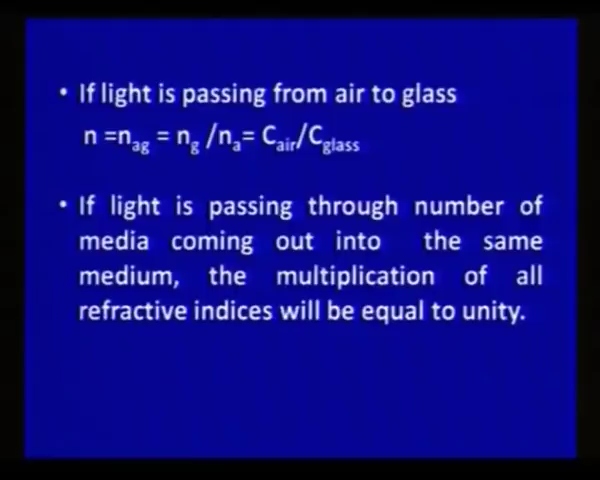 • If light is passing from air to glass
n =nag = ng /na= Cair/Cglass
• If light is passing through number of
media coming out into the same
medium, the multiplication of all
refractive indices will be equal to unity.